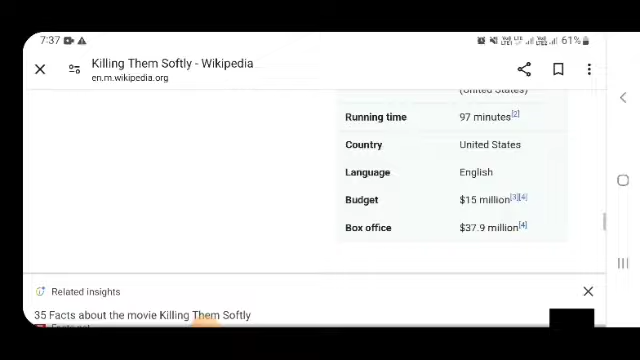 7:37 61%
Killing Them Softly - Wikipedia
en.m.wikipedia.org
(United States)
Running time 97 minutes[2]
Country United States
Language English
Budget $15 million[3][4]
Box office $37.9 million[4]
Related insights
35 Facts about the movie Killing Them Softly